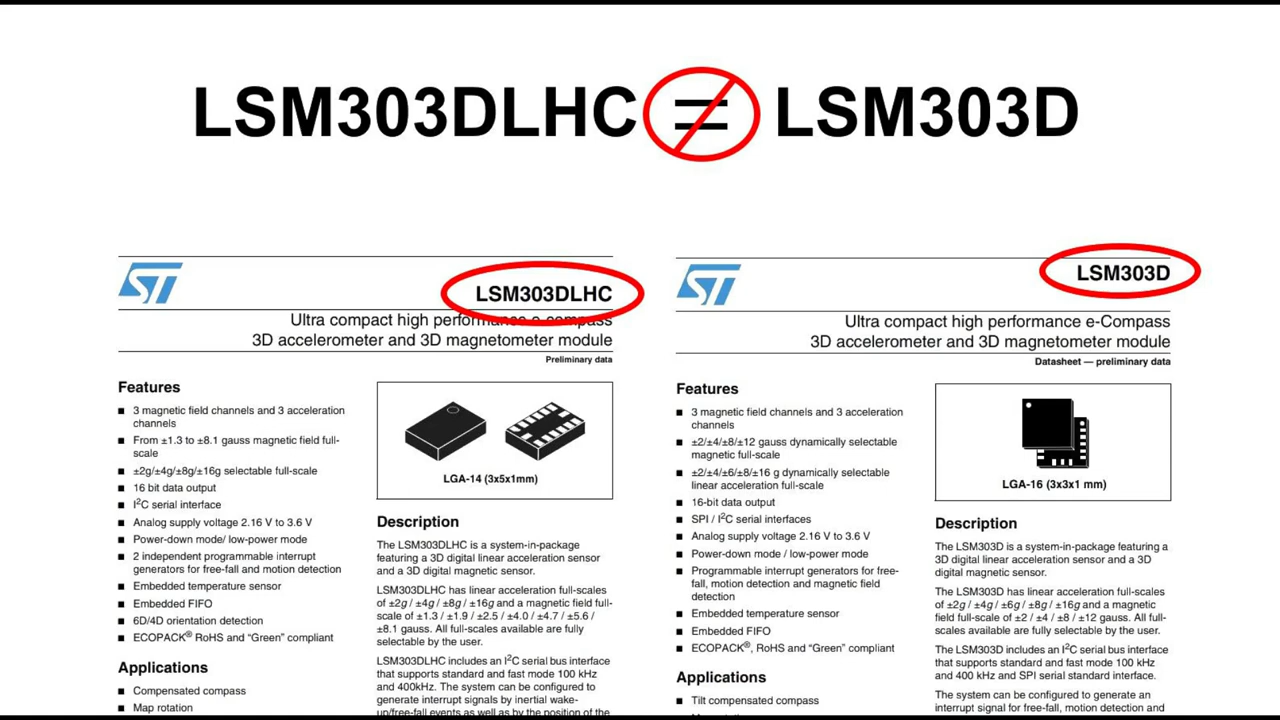 LSM303DLHC = LSM303D
ST
LSM303DLHC
Ultra compact high performance e-compass
3D accelerometer and 3D magnetometer module
Preliminary data
Features
■ 3 magnetic field channels and 3 acceleration
channels
■ From ±1.3 to ±8.1 gauss magnetic field full-
scale
■ ±2g/±4g/±8g/±16g selectable full-scale
■ 16 bit data output
■ I²C serial interface
■ Analog supply voltage 2.16 V to 3.6 V
■ Power-down mode/ low-power mode
■ 2 independent programmable interrupt
generators for free-fall and motion detection
■ Embedded temperature sensor
■ Embedded FIFO
■ 6D/4D orientation detection
■ ECOPACK® RoHS and “Green” compliant
Applications
■ Compensated compass
■ Map rotation
LGA-14 (3x5x1mm)
Description
The LSM303DLHC is a system-in-package
featuring a 3D digital linear acceleration sensor
and a 3D digital magnetic sensor.
LSM303DLHC has linear acceleration full-scales
of ±2g / ±4g / ±8g / ±16g and a magnetic field full-
scale of ±1.3 / ±1.9 / ±2.5 / ±4.0 / ±4.7 / ±5.6 /
±8.1 gauss. All full-scales available are fully
selectable by the user.
LSM303DLHC includes an I²C serial bus interface
that supports standard and fast mode 100 kHz
and 400kHz. The system can be configured to
generate interrupt signals by inertial wake-
up/free-fall events as well as by the position of the
ST
LSM303D
Ultra compact high performance e-Compass
3D accelerometer and 3D magnetometer module
Datasheet — preliminary data
Features
■ 3 magnetic field channels and 3 acceleration
channels
■ ±2/±4/±8/±12 gauss dynamically selectable
magnetic full-scale
■ ±2/±4/±6/±8/±16 g dynamically selectable
linear acceleration full-scale
■ 16-bit data output
■ SPI / I²C serial interfaces
■ Analog supply voltage 2.16 V to 3.6 V
■ Power-down mode / low-power mode
■ Programmable interrupt generators for free-
fall, motion detection and magnetic field
detection
■ Embedded temperature sensor
■ Embedded FIFO
■ ECOPACK®, RoHS and “Green” compliant
Applications
■ Tilt compensated compass
LGA-16 (3x3x1 mm)
Description
The LSM303D is a system-in-package featuring a
3D digital linear acceleration sensor and a 3D
digital magnetic sensor.
The LSM303D has linear acceleration full-scales
of ±2g / ±4g / ±6g / ±8g / ±16g and a magnetic
field full-scale of ±2 / ±4 / ±8 / ±12 gauss. All full-
scales available are fully selectable by the user.
The LSM303D includes an I²C serial bus interface
that supports standard and fast mode 100 kHz
and 400 kHz and SPI serial standard interface.
The system can be configured to generate an
interrupt signal for free-fall, motion detection and